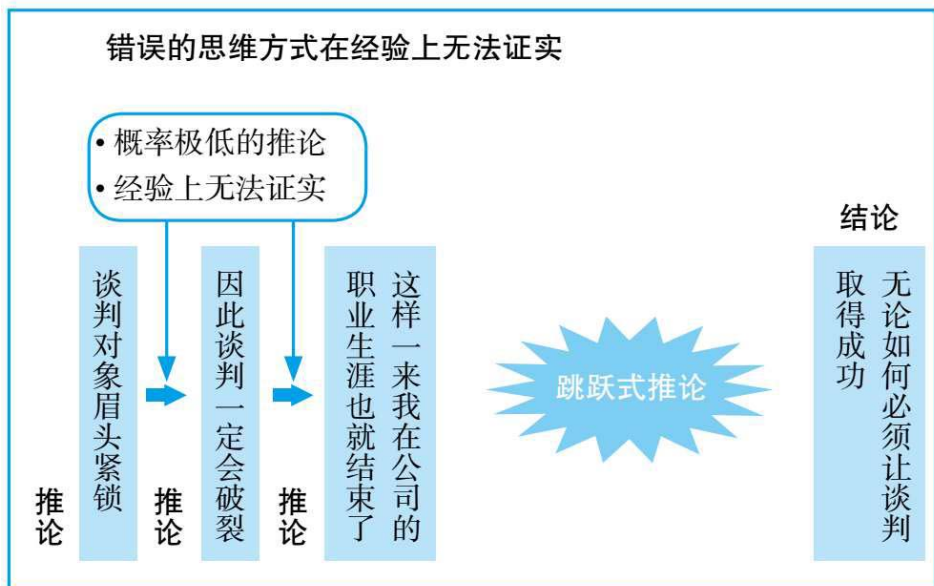 错误的思维方式在经验上无法证实
• 概率极低的推论
• 经验上无法证实
推论
谈判对象眉头紧锁
推论
因此谈判一定会破裂
推论
这样一来我在公司的
职业生涯也就结束了
跳跃式推论
结论
无论如何必须让谈判
取得成功